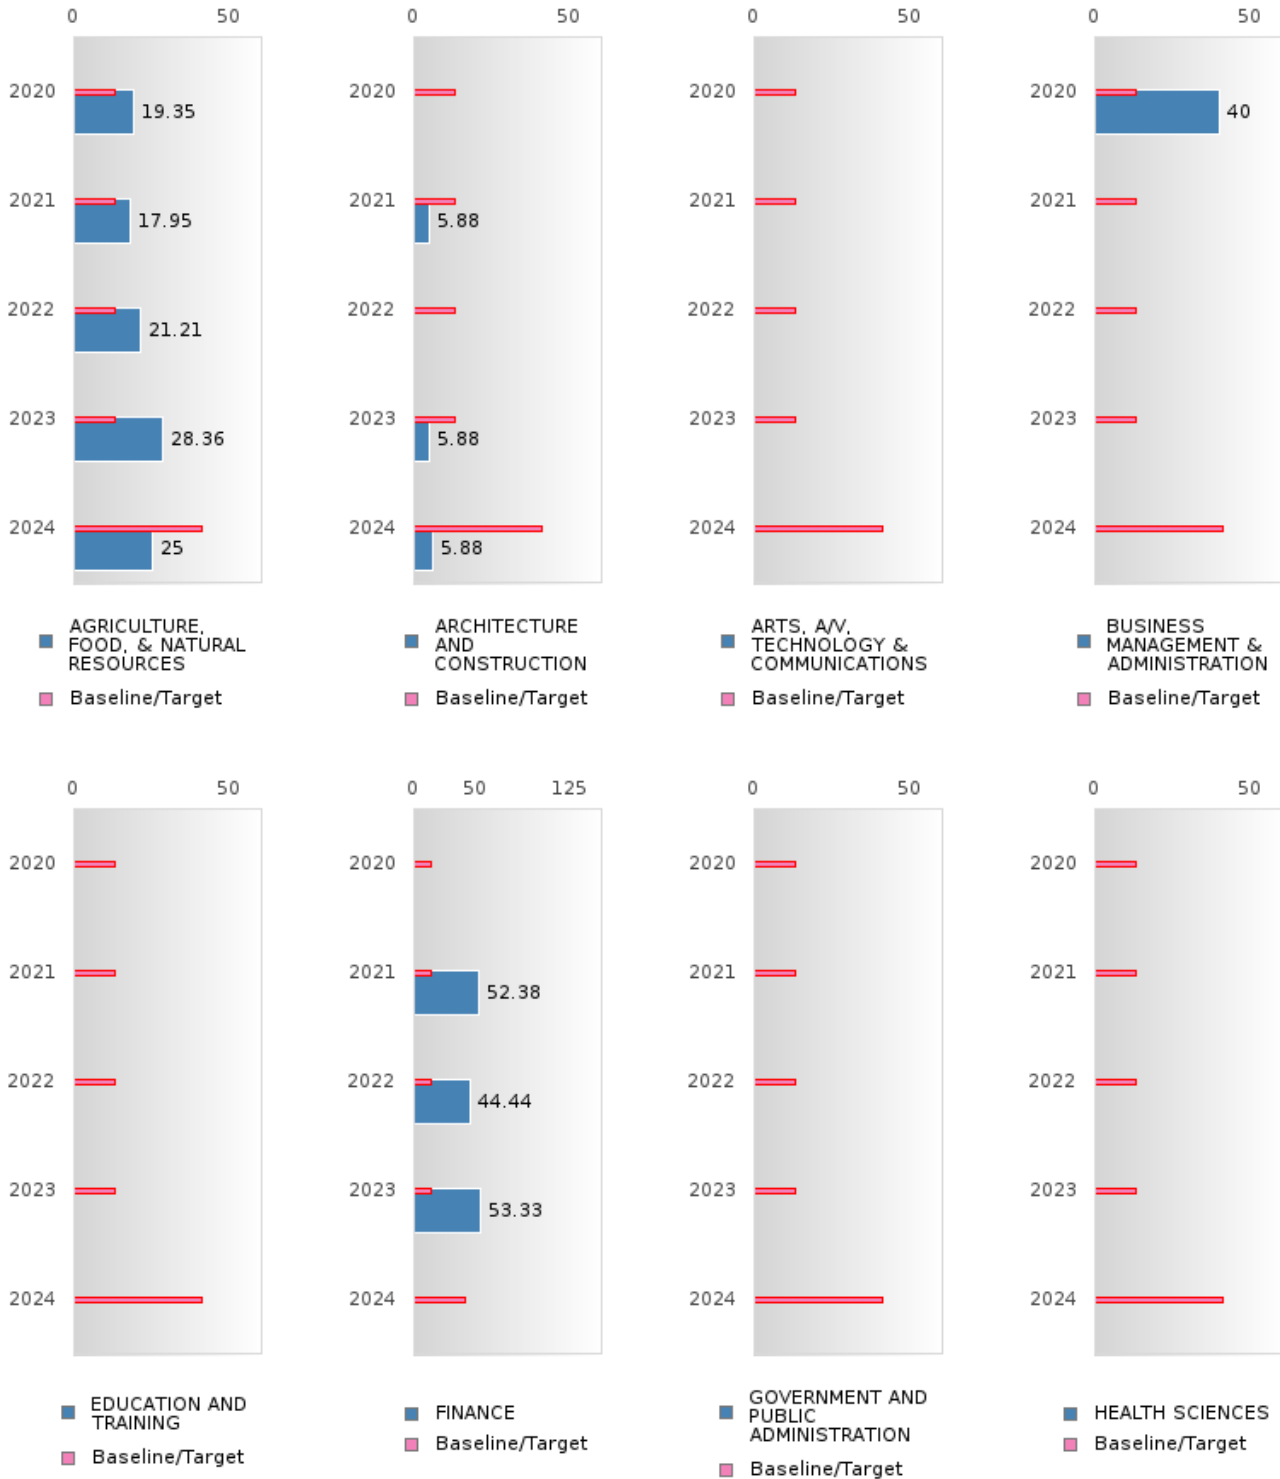 0 50
2020
19.35
2021
17.95
2022
21.21
2023
28.36
2024
25
AGRICULTURE,
FOOD, & NATURAL
RESOURCES
Baseline/Target
0 50
2020
2021
5.88
2022
2023
5.88
2024
5.88
ARCHITECTURE
AND
CONSTRUCTION
Baseline/Target
0 50
2020
2021
2022
2023
2024
ARTS, A/V,
TECHNOLOGY &
COMMUNICATIONS
Baseline/Target
0 50
2020
40
2021
2022
2023
2024
BUSINESS
MANAGEMENT &
ADMINISTRATION
Baseline/Target
0 50
2020
2021
2022
2023
2024
EDUCATION AND
TRAINING
Baseline/Target
0 50 125
2020
2021
52.38
2022
44.44
2023
53.33
2024
FINANCE
Baseline/Target
0 50
2020
2021
2022
2023
2024
GOVERNMENT AND
PUBLIC
ADMINISTRATION
Baseline/Target
0 50
2020
2021
2022
2023
2024
HEALTH SCIENCES
Baseline/Target